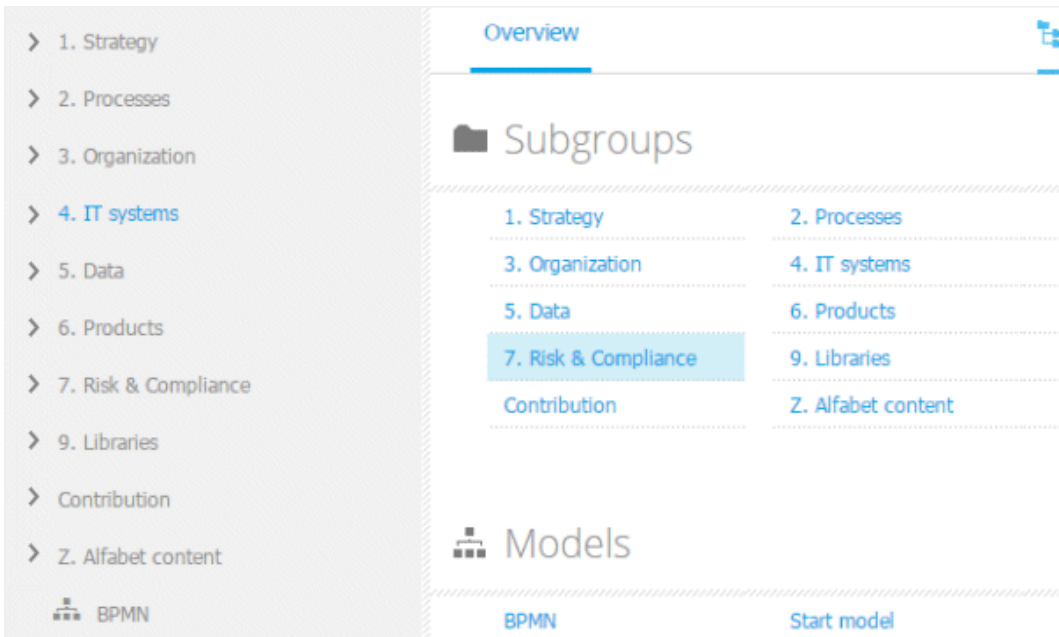 1. Strategy
2. Processes
3. Organization
4. IT systems
5. Data
6. Products
7. Risk & Compliance
9. Libraries
Contribution
Z. Alfabet content
BPMN
Overview
Subgroups
1. Strategy 2. Processes
3. Organization 4. IT systems
5. Data 6. Products
7. Risk & Compliance 9. Libraries
Contribution Z. Alfabet content
Models
BPMN Start model